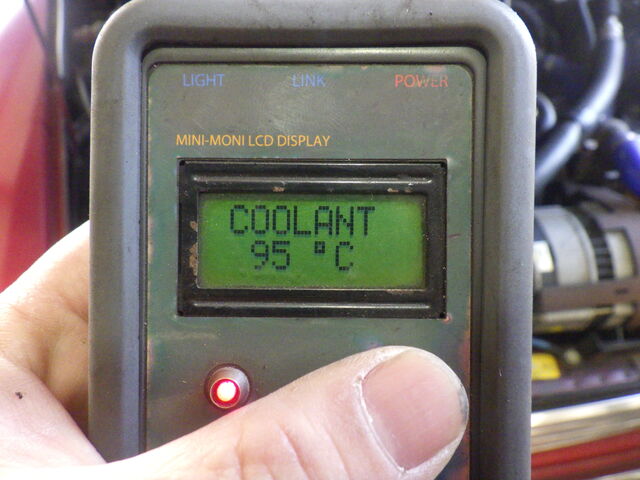 LIGHT LINK POWER
MINI-MONI LCD DISPLAY
COOLANT
95 °C